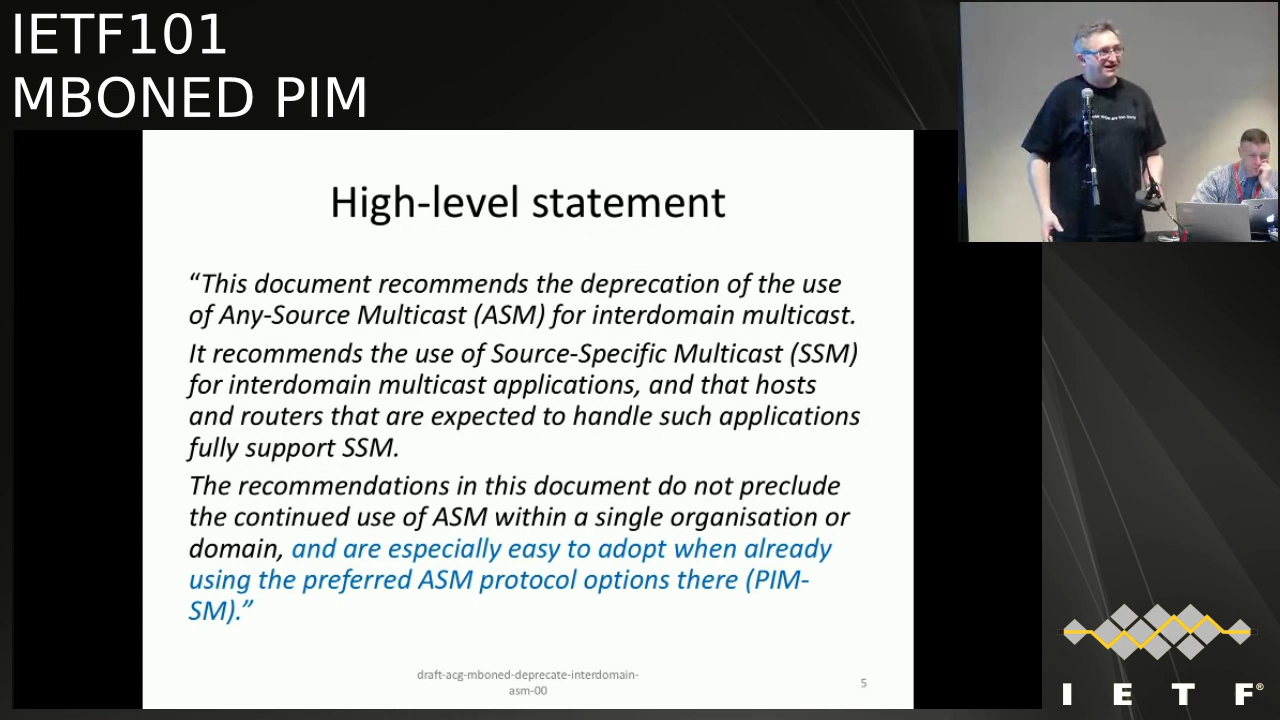 IETF101
MBONED PIM
High-level statement
“This document recommends the deprecation of the use
of Any-Source Multicast (ASM) for interdomain multicast.
It recommends the use of Source-Specific Multicast (SSM)
for interdomain multicast applications, and that hosts
and routers that are expected to handle such applications
fully support SSM.
The recommendations in this document do not preclude
the continued use of ASM within a single organisation or
domain, and are especially easy to adopt when already
using the preferred ASM protocol options there (PIM-
SM).”
draft-acg-mboned-deprecate-interdomain-
asm-00
5
I E T F®